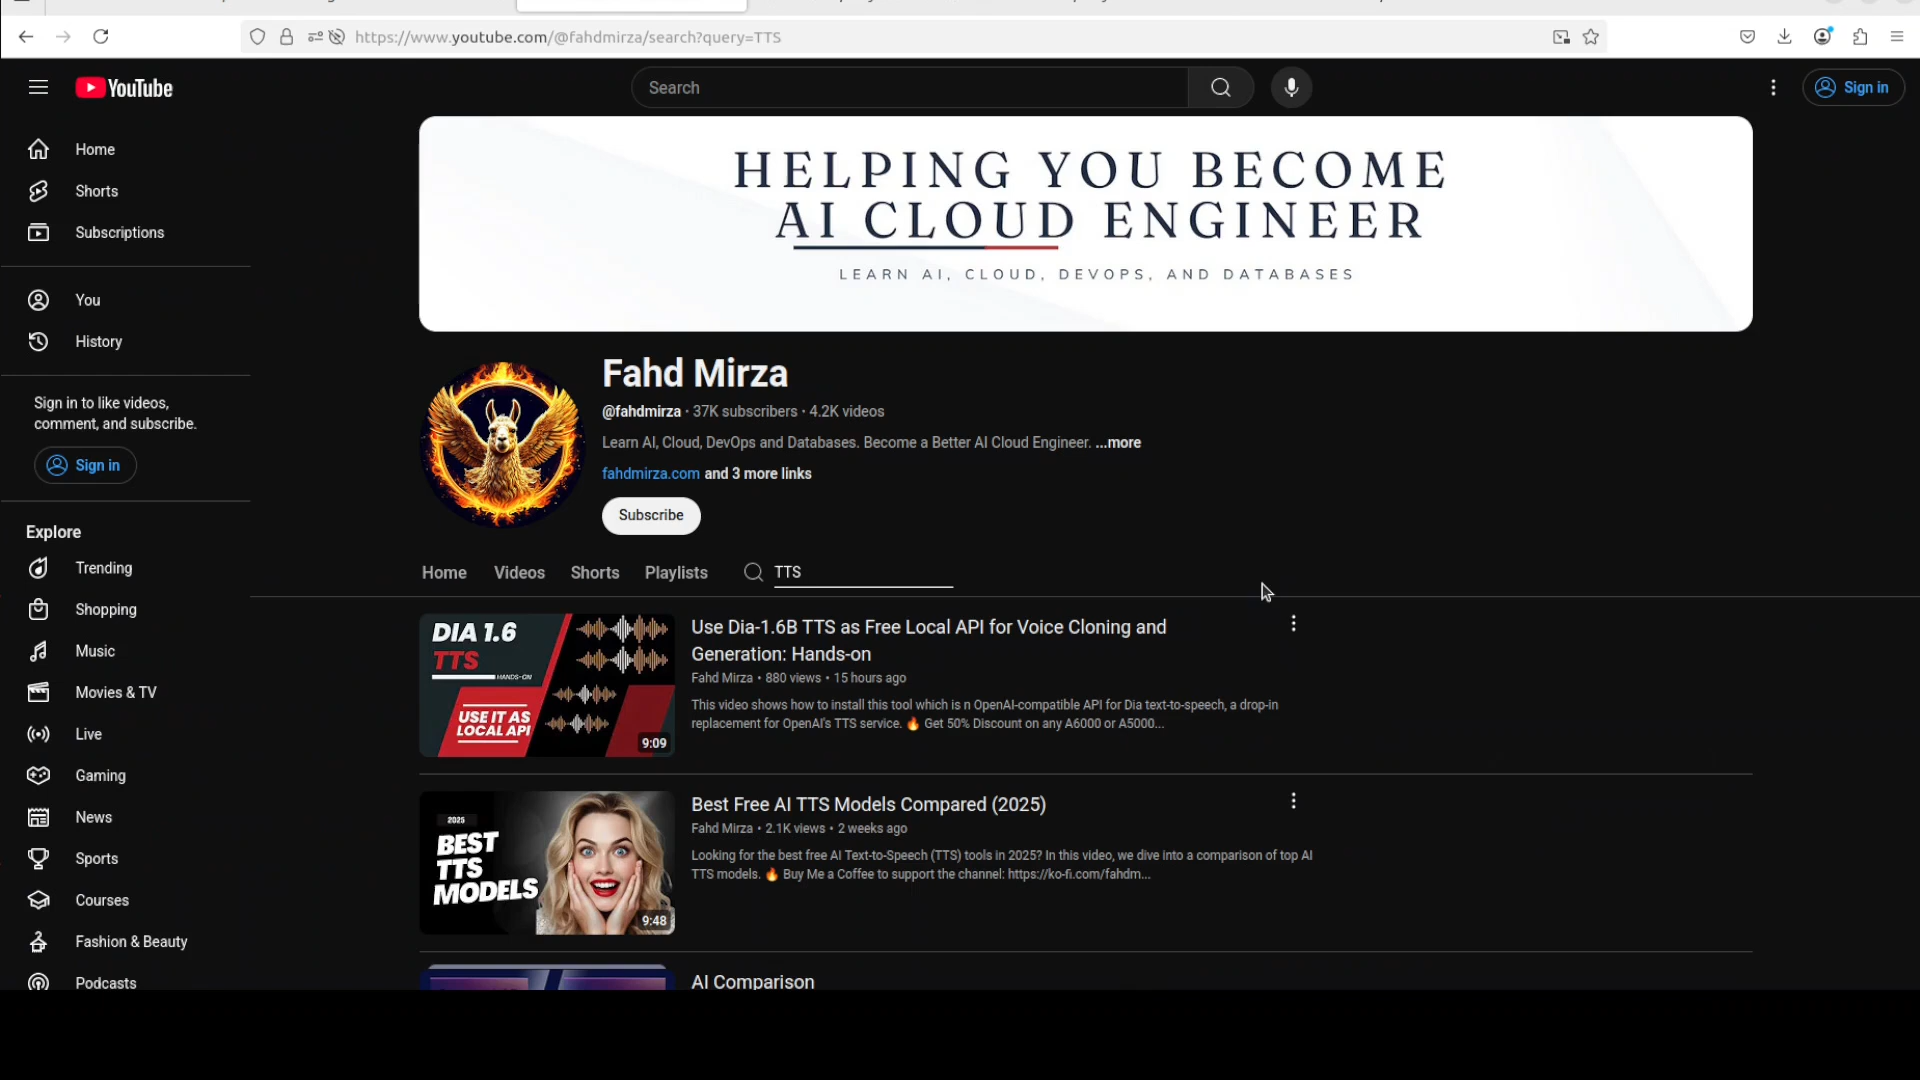 https://www.youtube.com/@fahdmirza/search?query=TTS
YouTube
Search
Sign in
Home
Shorts
Subscriptions
You
History
Sign in to like videos,
comment, and subscribe.
Sign in
Explore
Trending
Shopping
Music
Movies & TV
Live
Gaming
News
Sports
Courses
Fashion & Beauty
Podcasts
HELPING YOU BECOME
AI CLOUD ENGINEER
LEARN AI, CLOUD, DEVOPS, AND DATABASES
Fahd Mirza
@fahdmirza • 37K subscribers • 4.2K videos
Learn AI, Cloud, DevOps and Databases. Become a Better AI Cloud Engineer. ...more
fahdmirza.com and 3 more links
Subscribe
Home Videos Shorts Playlists TTS
DIA 1.6
TTS
HANDS-ON
USE IT AS
LOCAL API
9:09
Use Dia-1.6B TTS as Free Local API for Voice Cloning and
Generation: Hands-on
Fahd Mirza • 880 views • 15 hours ago
This video shows how to install this tool which is n OpenAI-compatible API for Dia text-to-speech, a drop-in
replacement for OpenAI's TTS service. 🔥 Get 50% Discount on any A6000 or A5000...
2025
BEST
TTS
MODELS
9:48
Best Free AI TTS Models Compared (2025)
Fahd Mirza • 2.1K views • 2 weeks ago
Looking for the best free AI Text-to-Speech (TTS) tools in 2025? In this video, we dive into a comparison of top AI
TTS models. 🔥 Buy Me a Coffee to support the channel: https://ko-fi.com/fahdm...
AI Comparison